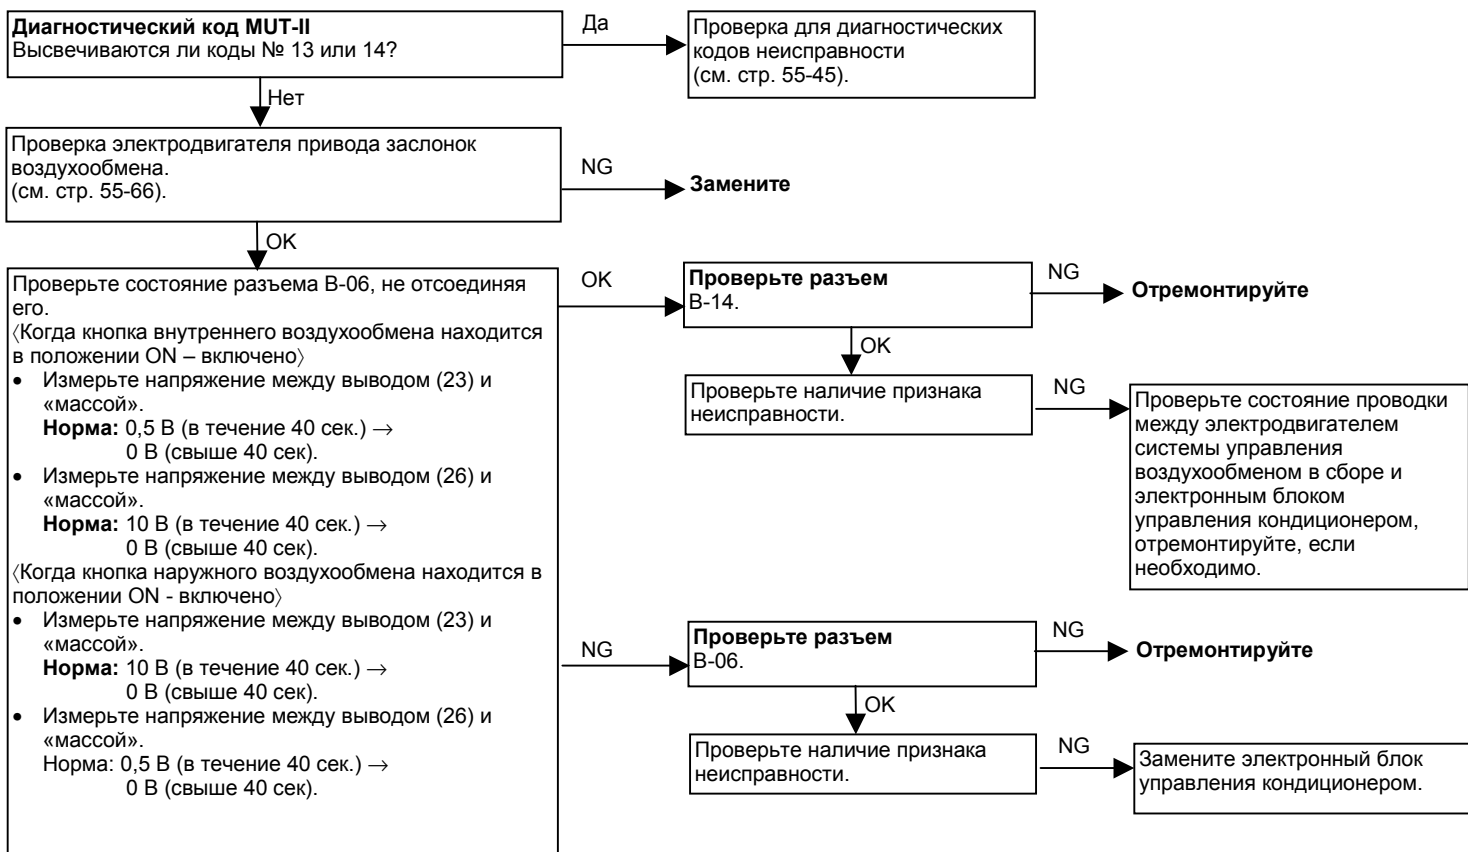 Диагностический код MUT-II
Высвечиваются ли коды № 13 или 14?
Да
Проверка для диагностических
кодов неисправности
(см. стр. 55-45).
Нет
Проверка электродвигателя привода заслонок
воздухообмена.
(см. стр. 55-66).
NG
Замените
OK
Проверьте состояние разъема В-06, не отсоединяя
его.
〈Когда кнопка внутреннего воздухообмена находится
в положении ON – включено〉
• Измерьте напряжение между выводом (23) и
«массой».
Норма: 0,5 В (в течение 40 сек.) →
0 В (свыше 40 сек).
• Измерьте напряжение между выводом (26) и
«массой».
Норма: 10 В (в течение 40 сек.) →
0 В (свыше 40 сек).
〈Когда кнопка наружного воздухообмена находится в
положении ON - включено〉
• Измерьте напряжение между выводом (23) и
«массой».
Норма: 10 В (в течение 40 сек.) →
0 В (свыше 40 сек).
• Измерьте напряжение между выводом (26) и
«массой».
Норма: 0,5 В (в течение 40 сек.) →
0 В (свыше 40 сек).
OK
Проверьте разъем
В-14.
NG
Отремонтируйте
OK
Проверьте наличие признака
неисправности.
NG
Проверьте состояние проводки
между электродвигателем
системы управления
воздухообменом в сборе и
электронным блоком
управления кондиционером,
отремонтируйте, если
необходимо.
NG
Проверьте разъем
В-06.
NG
Отремонтируйте
OK
Проверьте наличие признака
неисправности.
NG
Замените электронный блок
управления кондиционером.